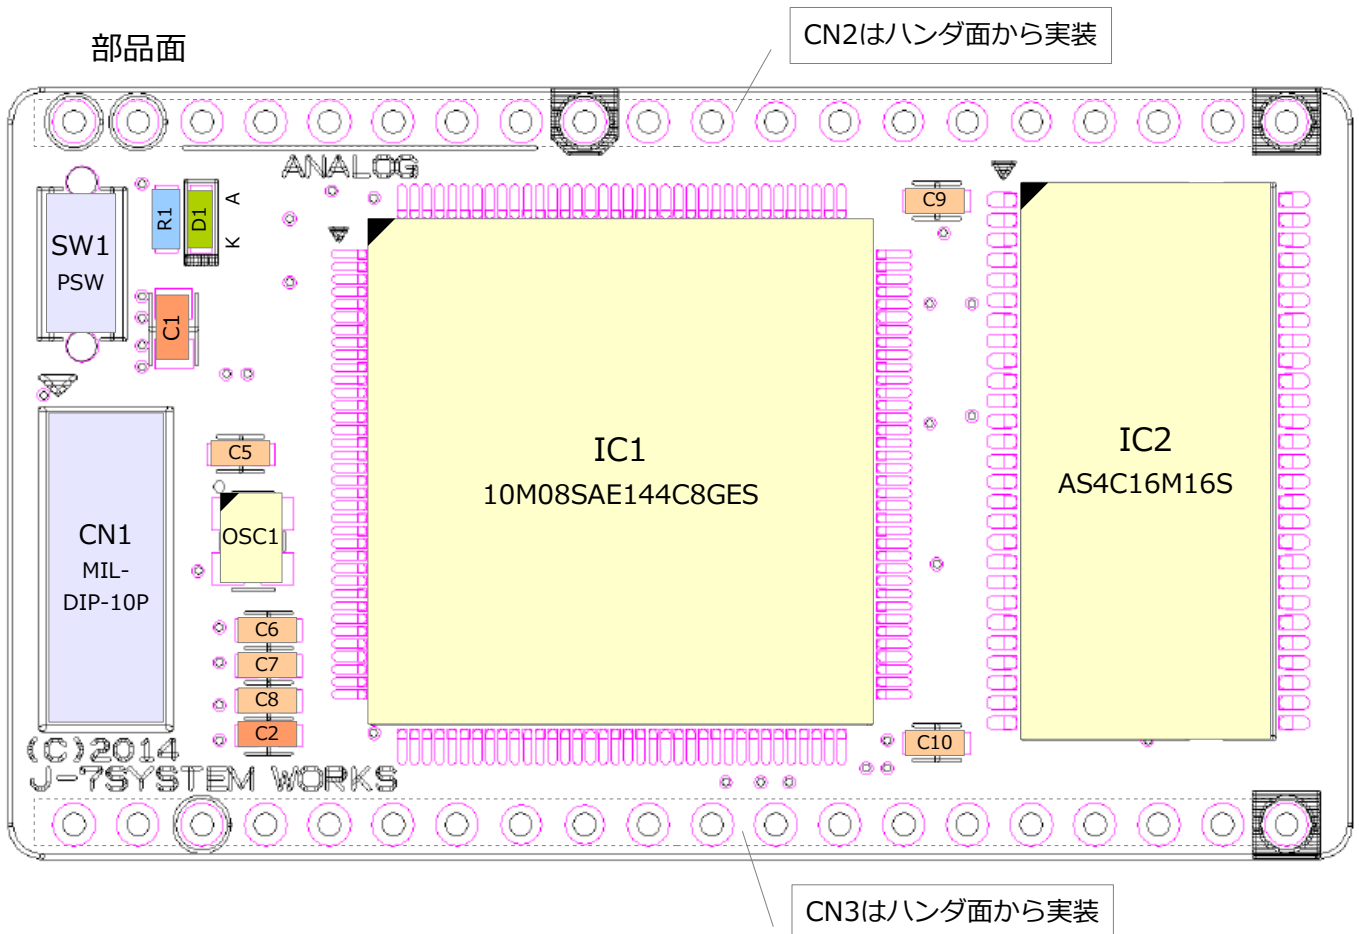 部品面
CN2はハンダ面から実装
ANALOG
SW1
PSW
R1
D1
A
K
C1
C9
IC1
10M08SAE144C8GES
IC2
AS4C16M16S
C5
OSC1
CN1
MIL-
DIP-10P
C6
C7
C8
C2
C10
(C)2014
J-7SYSTEM WORKS
CN3はハンダ面から実装